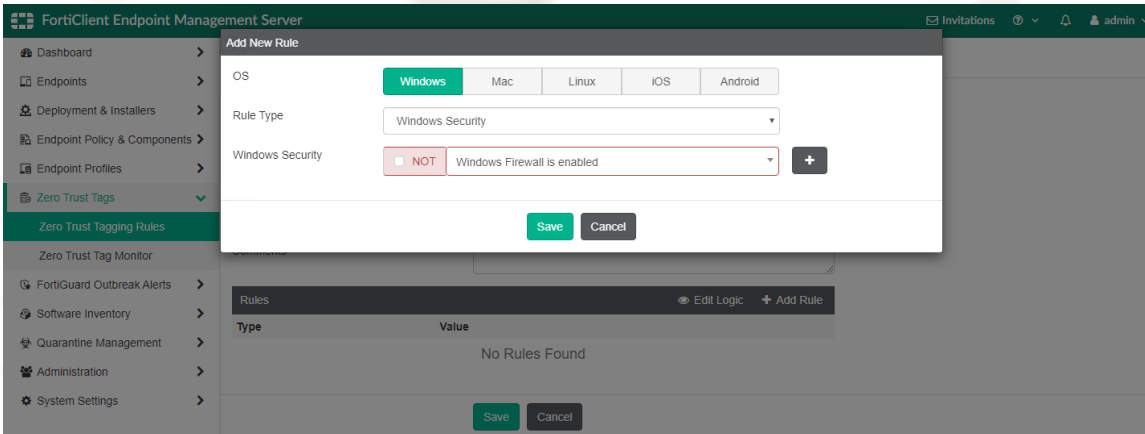 FortiClient Endpoint Management Server
Invitations
admin
Dashboard
Endpoints
Deployment & Installers
Endpoint Policy & Components
Endpoint Profiles
Zero Trust Tags
Zero Trust Tagging Rules
Zero Trust Tag Monitor
FortiGuard Outbreak Alerts
Software Inventory
Quarantine Management
Administration
System Settings
Add New Rule
OS
Windows
Mac
Linux
iOS
Android
Rule Type
Windows Security
Windows Security
NOT
Windows Firewall is enabled
Save
Cancel
Comments
Rules
Edit Logic
Add Rule
Type
Value
No Rules Found
Save
Cancel